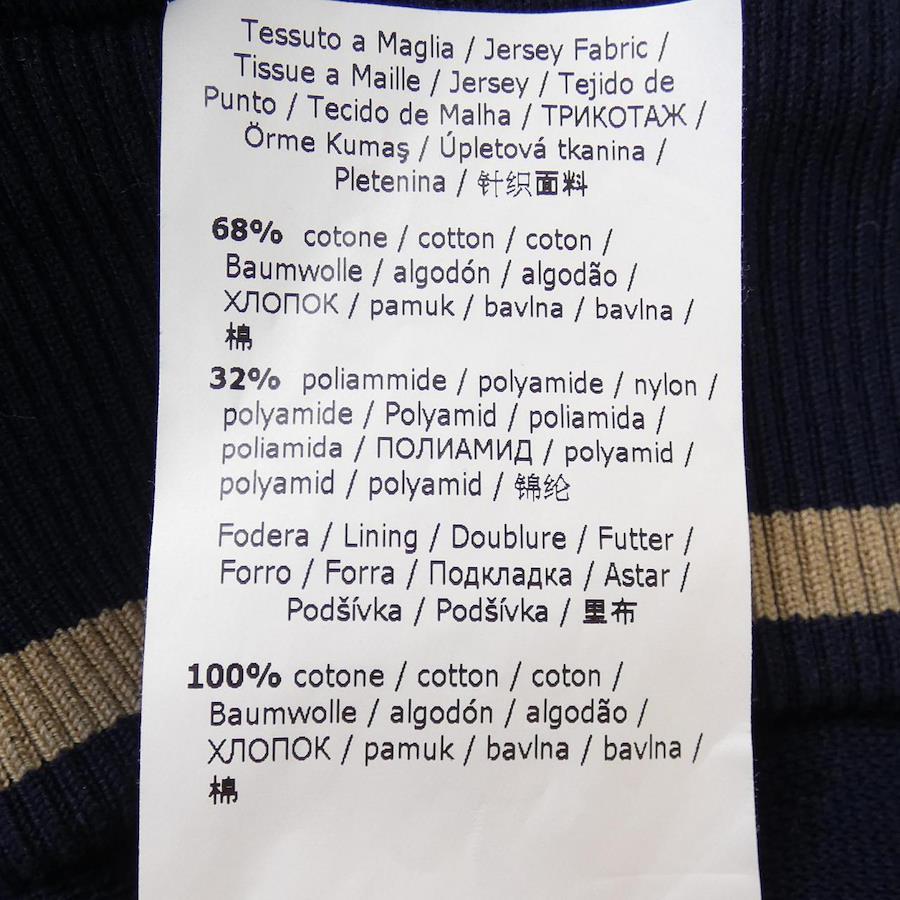 Tessuto a Maglia / Jersey Fabric /
Tissue a Maille / Jersey / Tejido de
Punto / Tecido de Malha / ТРИКОТАЖ /
Örme Kumaş / Úpletová tkanina /
Pletenina / 针织面料
68% cotone / cotton / coton /
Baumwolle / algodón / algodão /
ХЛОПОК / pamuk / bavlna / bavlna /
棉
32% poliammide / polyamide / nylon /
polyamide / Polyamid / poliamida /
poliamida / ПОЛИАМИД / polyamid /
polyamid / polyamid / 锦纶
Fodera / Lining / Doublure / Futter /
Forro / Forra / Подкладка / Astar /
Podšívka / Podšívka / 里布
100% cotone / cotton / coton /
Baumwolle / algodón / algodão /
ХЛОПОК / pamuk / bavlna / bavlna /
棉